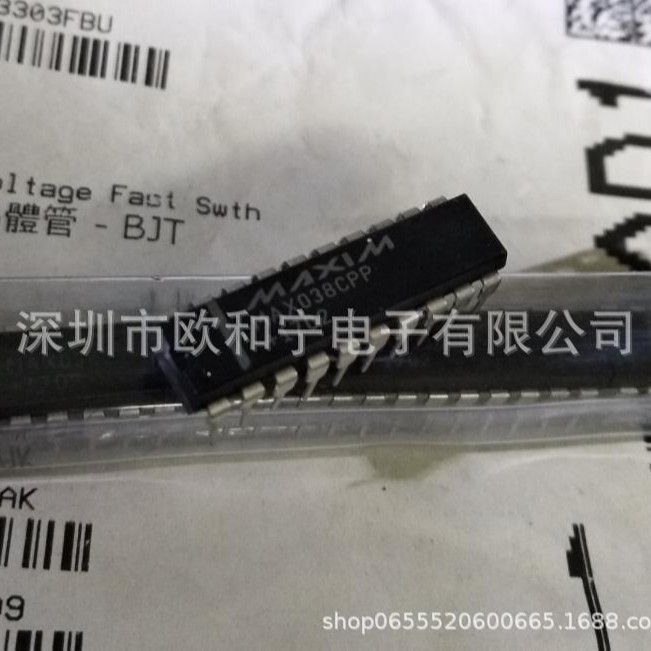 3303FBU
oltage Fast Swth
體管 - BJT
MAXIM
MAX038CPP
深圳市欧和宁电子有限公司
AK
shop0655520600665.1688.co